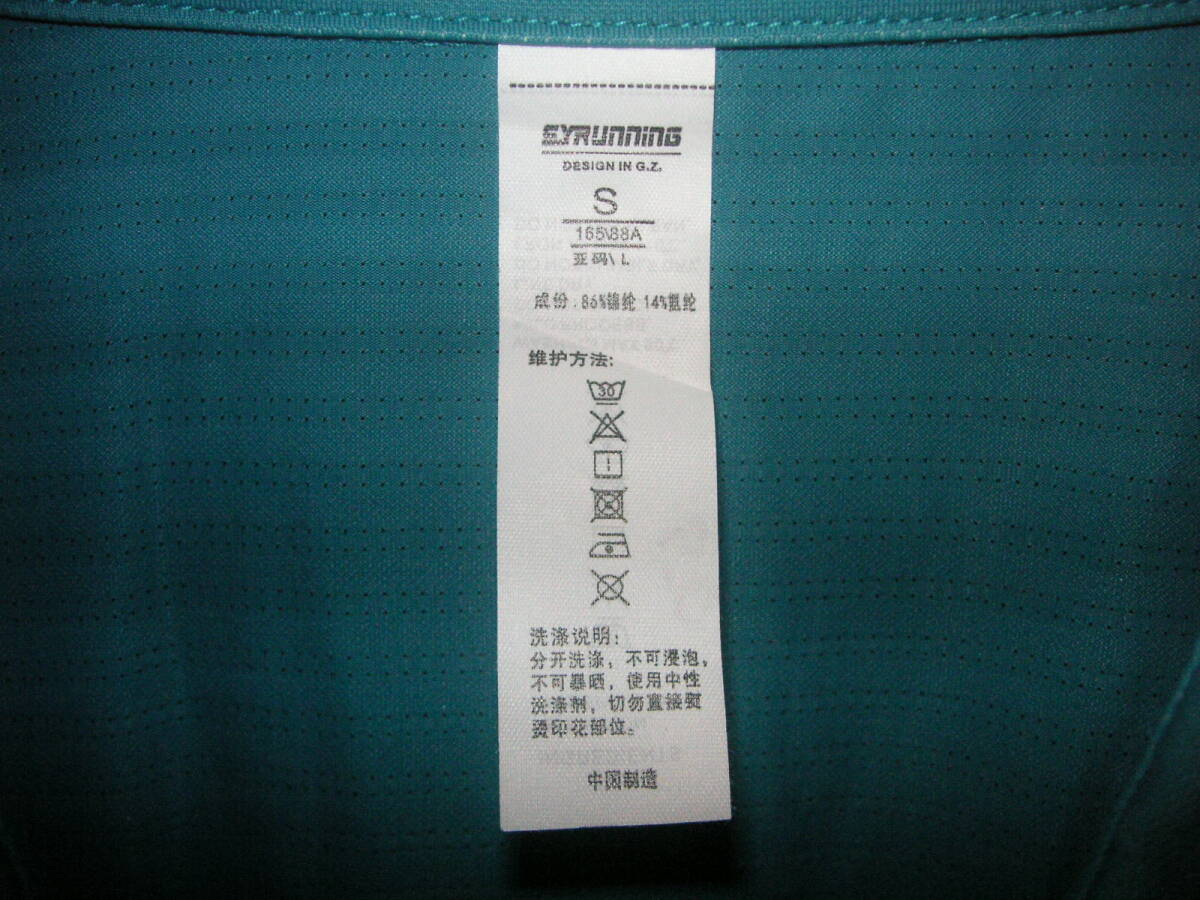 SYRUNNING
DESIGN IN G.Z.
S
165\88A
亚码\ L
成份：86%锦纶 14%氨纶
维护方法：
30
洗涤说明：
分开洗涤，不可浸泡，
不可暴晒，使用中性
洗涤剂，切勿直接熨
烫印花部位。
中国制造